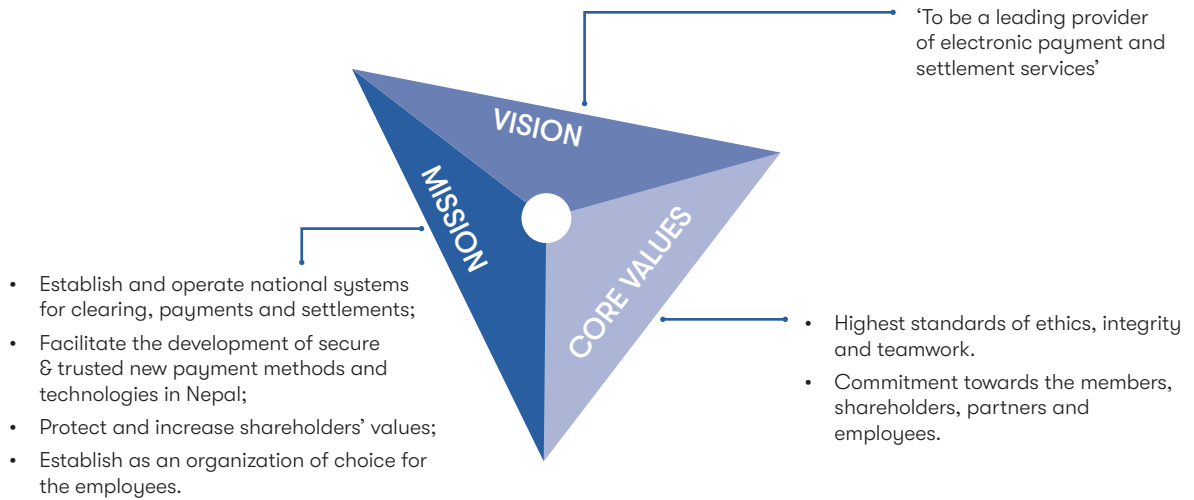 ‘To be a leading provider
of electronic payment and
settlement services’
VISION
MISSION
• Establish and operate national systems
for clearing, payments and settlements;
• Facilitate the development of secure
& trusted new payment methods and
technologies in Nepal;
• Protect and increase shareholders’ values;
• Establish as an organization of choice for
the employees.
CORE VALUES
• Highest standards of ethics, integrity
and teamwork.
• Commitment towards the members,
shareholders, partners and
employees.